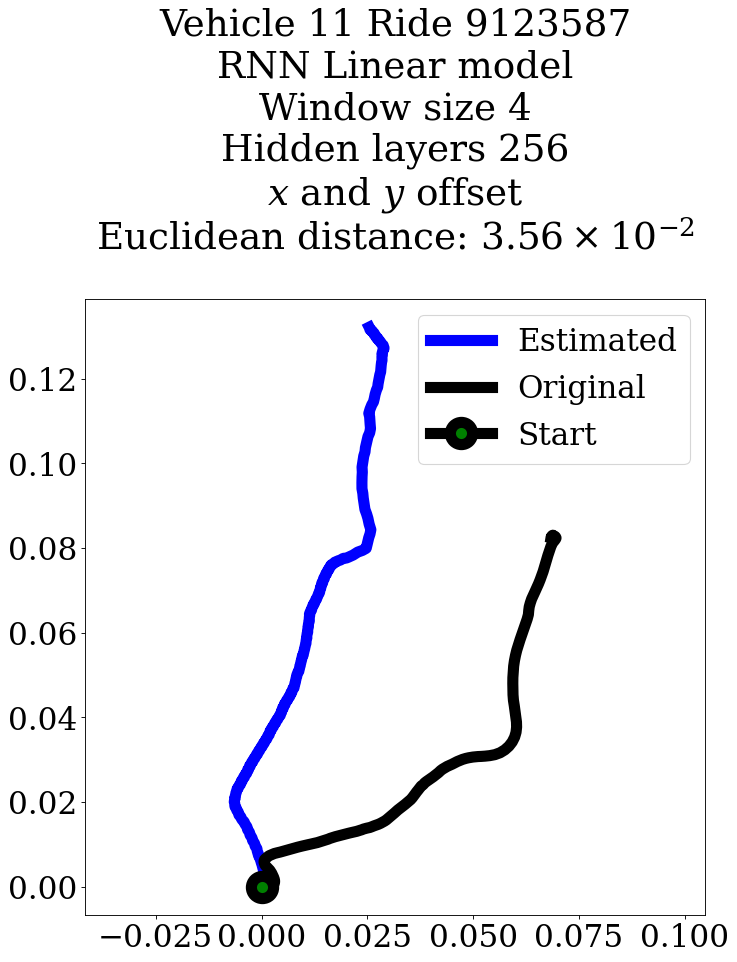 Vehicle 11 Ride 9123587
RNN Linear model
Window size 4
Hidden layers 256
x and y offset
Euclidean distance: 3.56 × 10⁻²
Estimated
Original
Start
0.12
0.10
0.08
0.06
0.04
0.02
0.00
−0.025 0.000 0.025 0.050 0.075 0.100